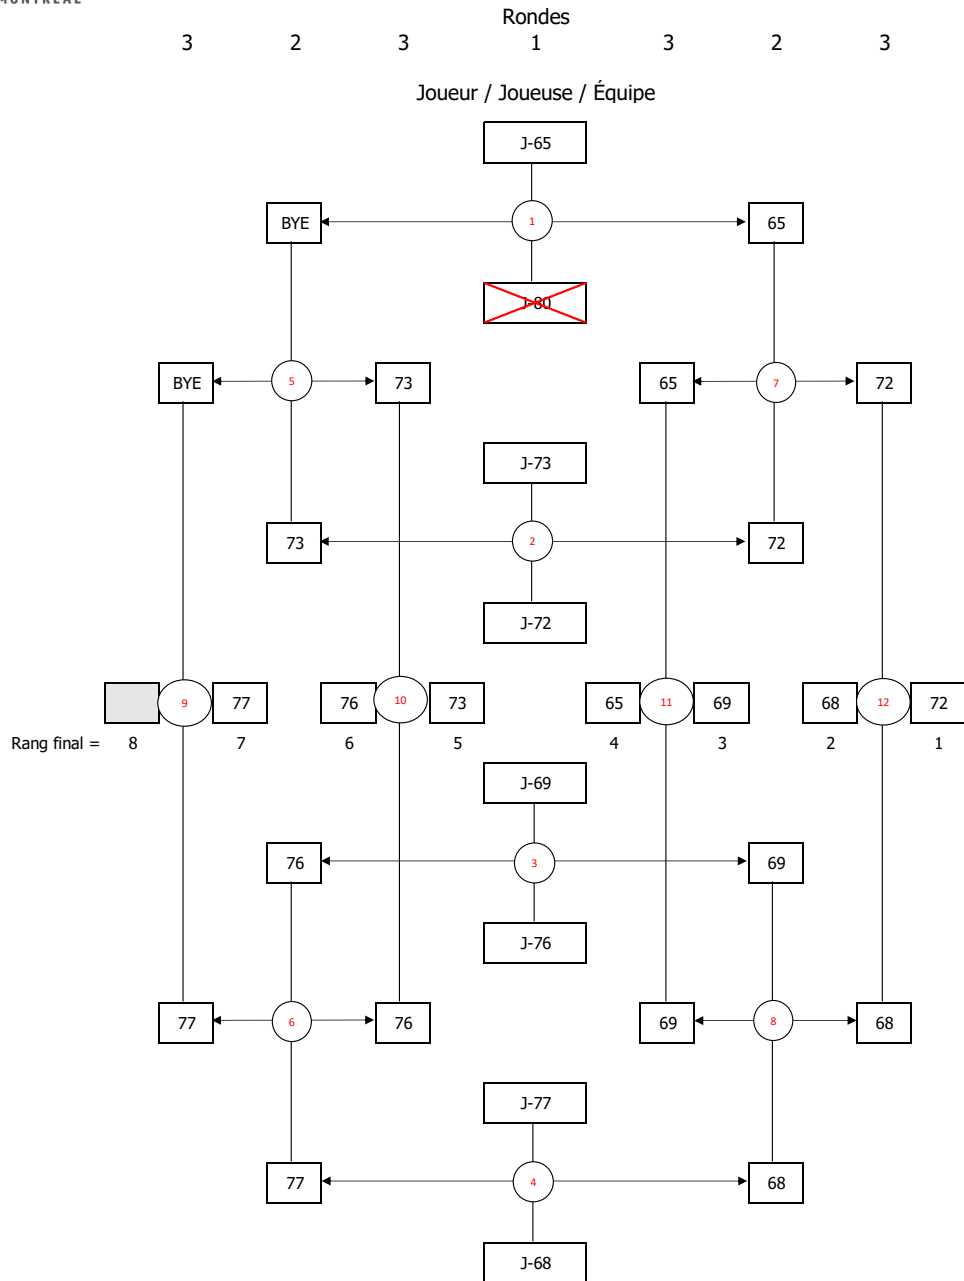 Rondes
3 2 3 1 3 2 3
Joueur / Joueuse / Équipe
J-65
BYE 1 65
J-80
BYE 5 73 65 7 72
J-73
73 2 72
J-72
9 77 76 10 73 65 11 69 68 12 72
Rang final = 8 7 6 5 4 3 2 1
J-69
76 3 69
J-76
77 6 76 69 8 68
J-77
77 4 68
J-68